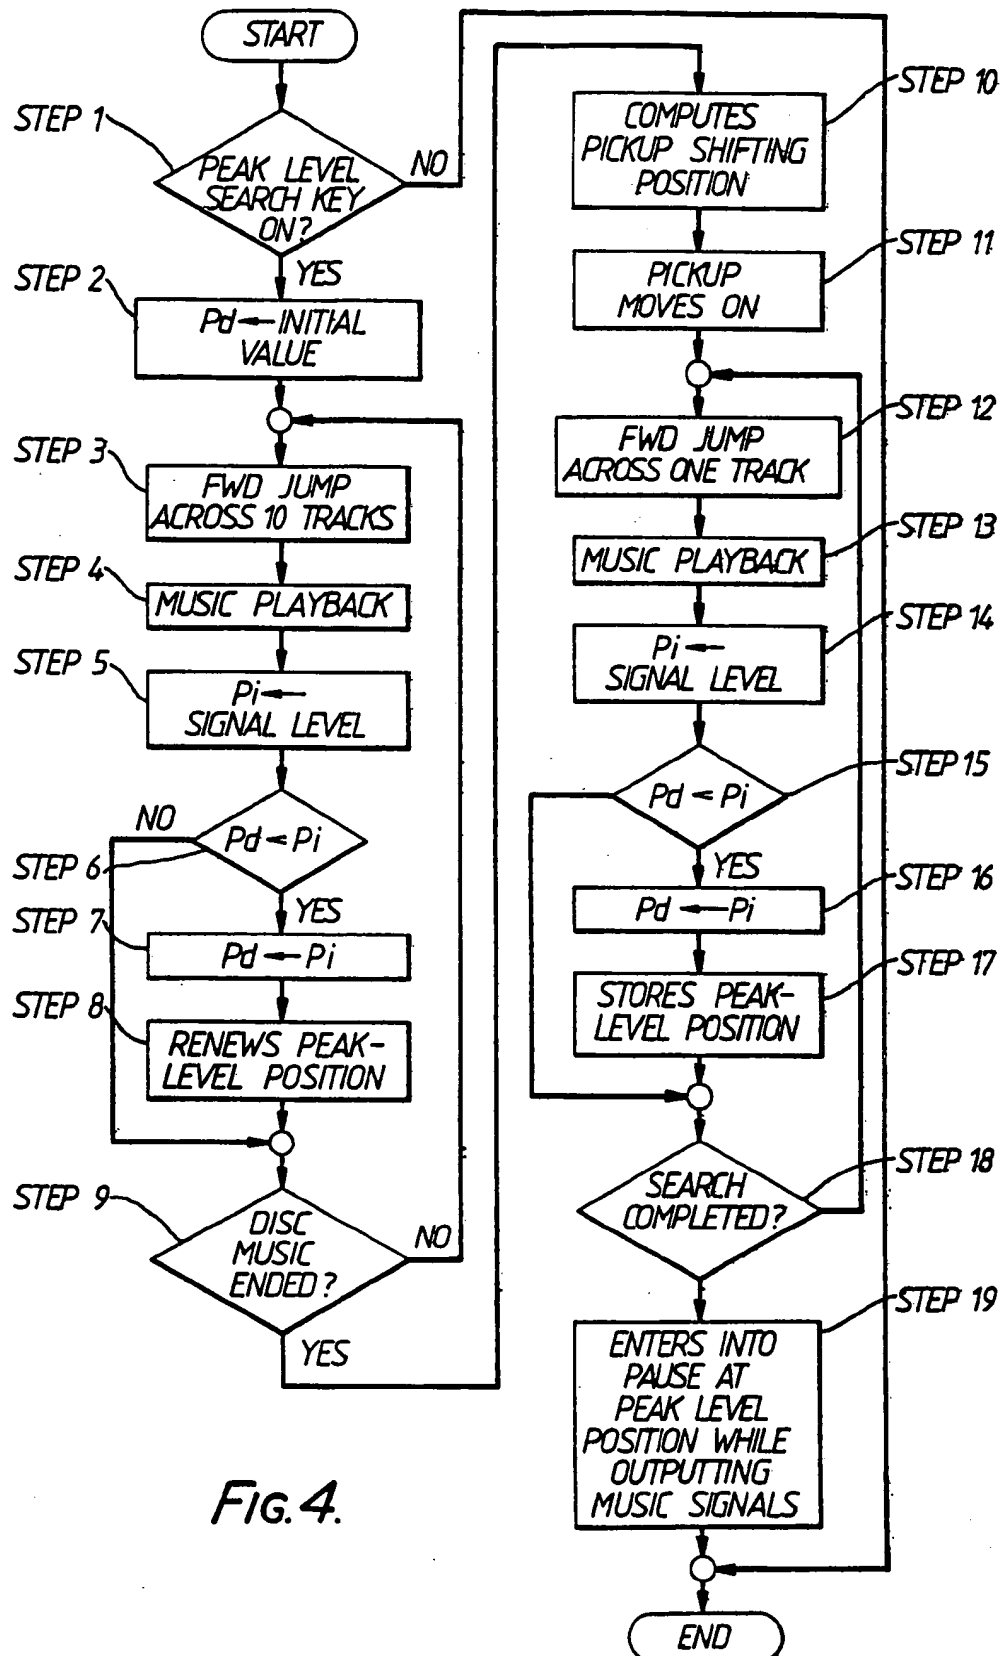 START
STEP 1
PEAK LEVEL
SEARCH KEY
ON?
NO
YES
STEP 2
Pd←INITIAL
VALUE
STEP 3
FWD JUMP
ACROSS 10 TRACKS
STEP 4
MUSIC PLAYBACK
STEP 5
Pi←
SIGNAL LEVEL
NO
Pd<Pi
STEP 6
YES
STEP 7
Pd←Pi
STEP 8
RENEWS PEAK-
LEVEL POSITION
STEP 9
DISC
MUSIC
ENDED?
NO
YES
STEP 10
COMPUTES
PICKUP SHIFTING
POSITION
STEP 11
PICKUP
MOVES ON
STEP 12
FWD JUMP
ACROSS ONE TRACK
STEP 13
MUSIC PLAYBACK
STEP 14
Pi←
SIGNAL LEVEL
STEP 15
Pd<Pi
YES
STEP 16
Pd←Pi
STEP 17
STORES PEAK-
LEVEL POSITION
STEP 18
SEARCH
COMPLETED?
STEP 19
ENTERS INTO
PAUSE AT
PEAK LEVEL
POSITION WHILE
OUTPUTTING
MUSIC SIGNALS
END
FIG. 4.